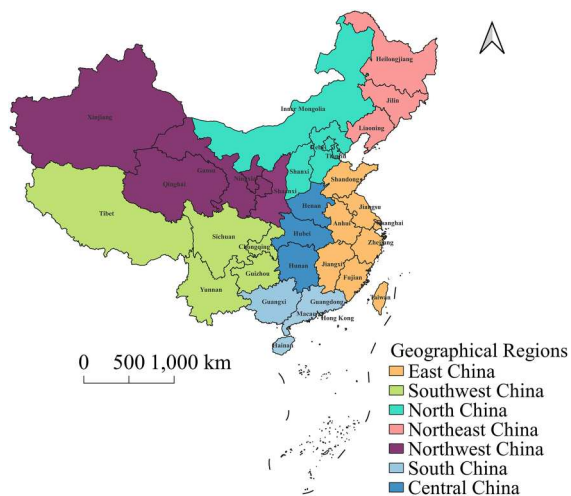 Heilongjiang
Jilin
Liaoning
Inner Mongolia
Xinjiang
Gansu
Qinghai
Ningxia
Shaanxi
Shanxi
Hebei
Tianjin
Shandong
Henan
Jiangsu
Anhui
Shanghai
Tibet
Sichuan
Chongqing
Hubei
Zhejiang
Hunan
Jiangxi
Guizhou
Fujian
Yunnan
Guangxi
Guangdong
Taiwan
Macau
Hong Kong
Hainan
0 500 1,000 km
Geographical Regions
East China
Southwest China
North China
Northeast China
Northwest China
South China
Central China